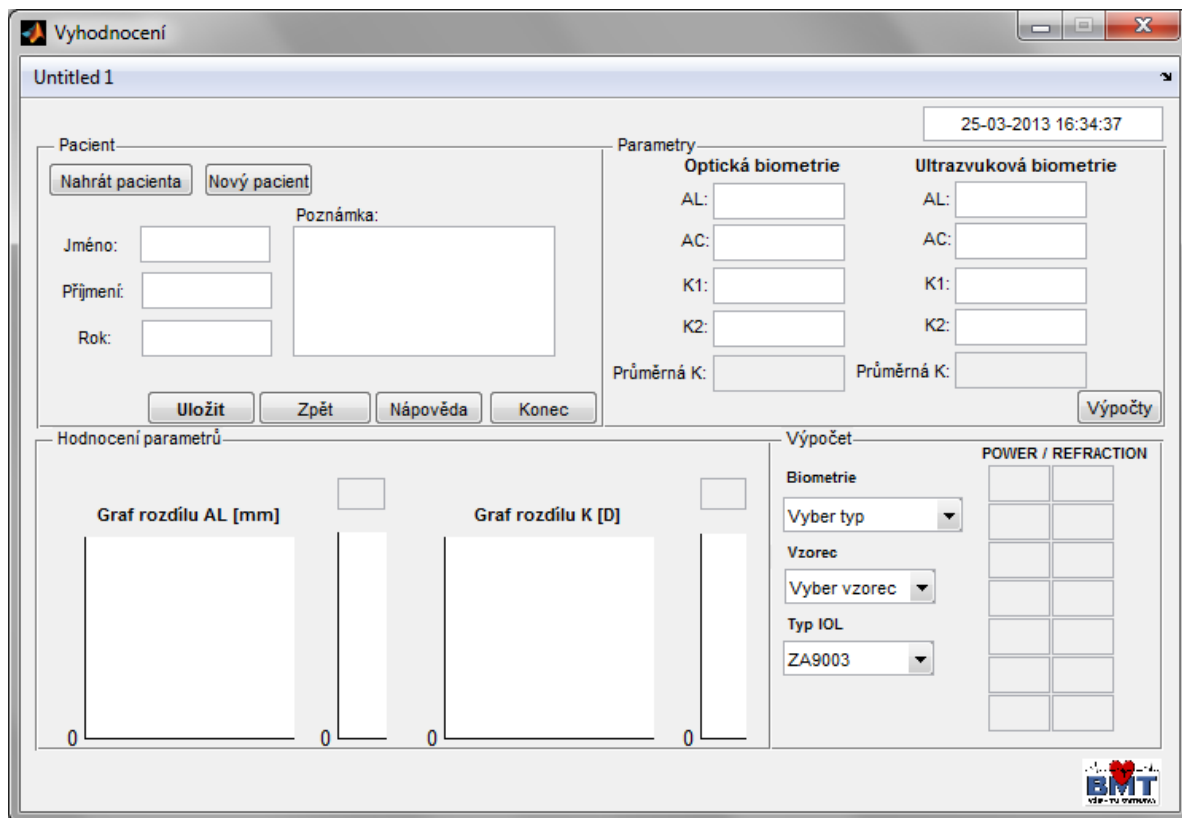 Vyhodnocení
Untitled 1
25-03-2013 16:34:37
Pacient
Nahrát pacienta
Nový pacient
Poznámka:
Jméno:
Příjmení:
Rok:
Uložit
Zpět
Nápověda
Konec
Parametry
Optická biometrie
AL:
AC:
K1:
K2:
Průměrná K:
Ultrazvuková biometrie
AL:
AC:
K1:
K2:
Průměrná K:
Výpočty
Hodnocení parametrů
Graf rozdílu AL [mm]
0
0
Graf rozdílu K [D]
0
0
Výpočet
Biometrie
Vyber typ
Vzorec
Vyber vzorec
Typ IOL
ZA9003
POWER / REFRACTION
BMT